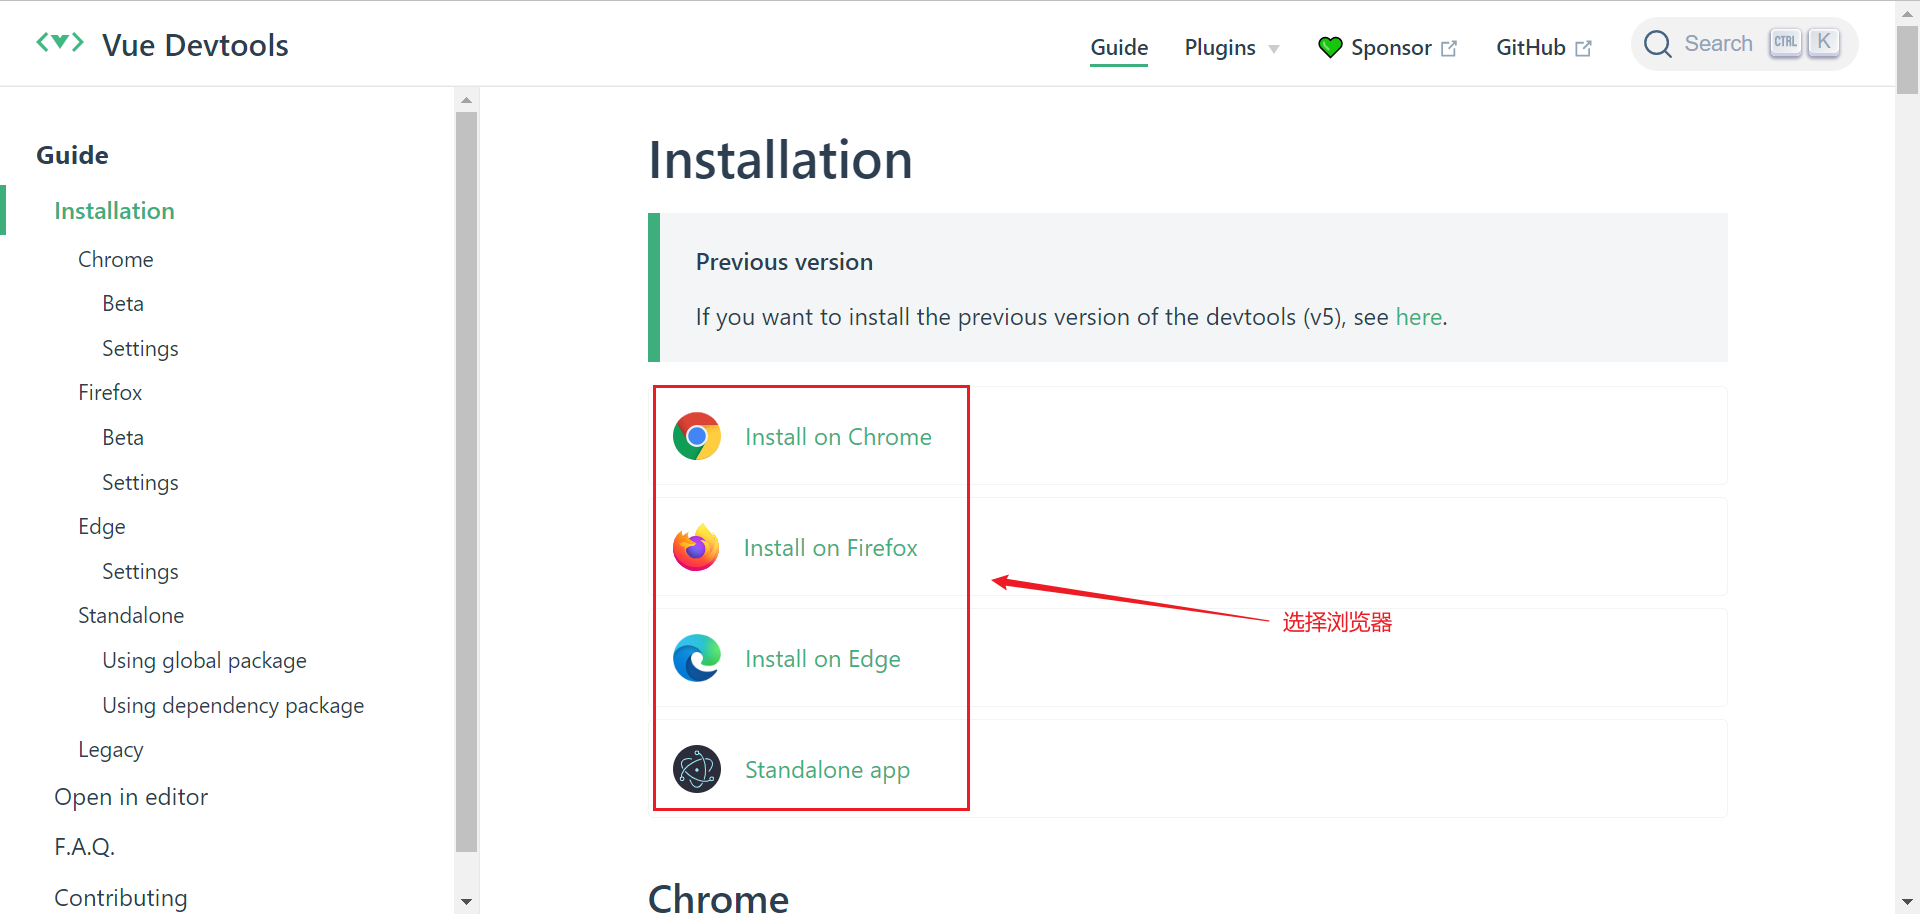 Vue Devtools
Guide
Plugins
Sponsor
GitHub
Search
CTRL
K
Guide
Installation
Chrome
Beta
Settings
Firefox
Beta
Settings
Edge
Settings
Standalone
Using global package
Using dependency package
Legacy
Open in editor
F.A.Q.
Contributing
Installation
Previous version
If you want to install the previous version of the devtools (v5), see here.
Install on Chrome
Install on Firefox
Install on Edge
Standalone app
选择浏览器
Chrome